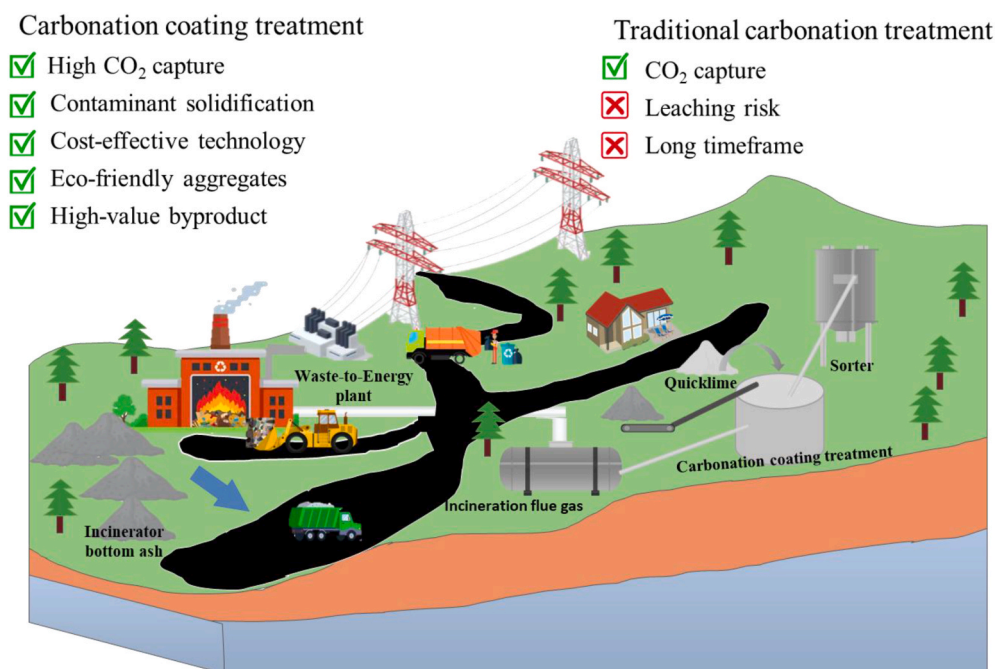 Carbonation coating treatment
High CO₂ capture
Contaminant solidification
Cost-effective technology
Eco-friendly aggregates
High-value byproduct
Traditional carbonation treatment
CO₂ capture
Leaching risk
Long timeframe
Waste-to-Energy
plant
Quicklime
Sorter
Carbonation coating treatment
Incineration flue gas
Incinerator
bottom ash